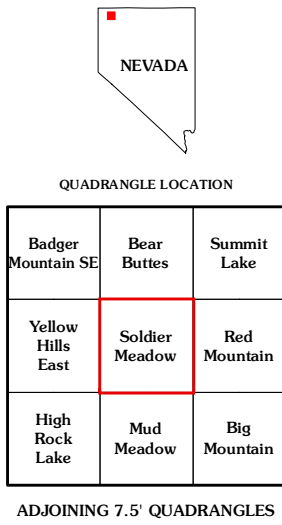 NEVADA
QUADRANGLE LOCATION
Badger
Mountain SE
Bear
Buttes
Summit
Lake
Yellow
Hills
East
Soldier
Meadow
Red
Mountain
High
Rock
Lake
Mud
Meadow
Big
Mountain
ADJOINING 7.5' QUADRANGLES